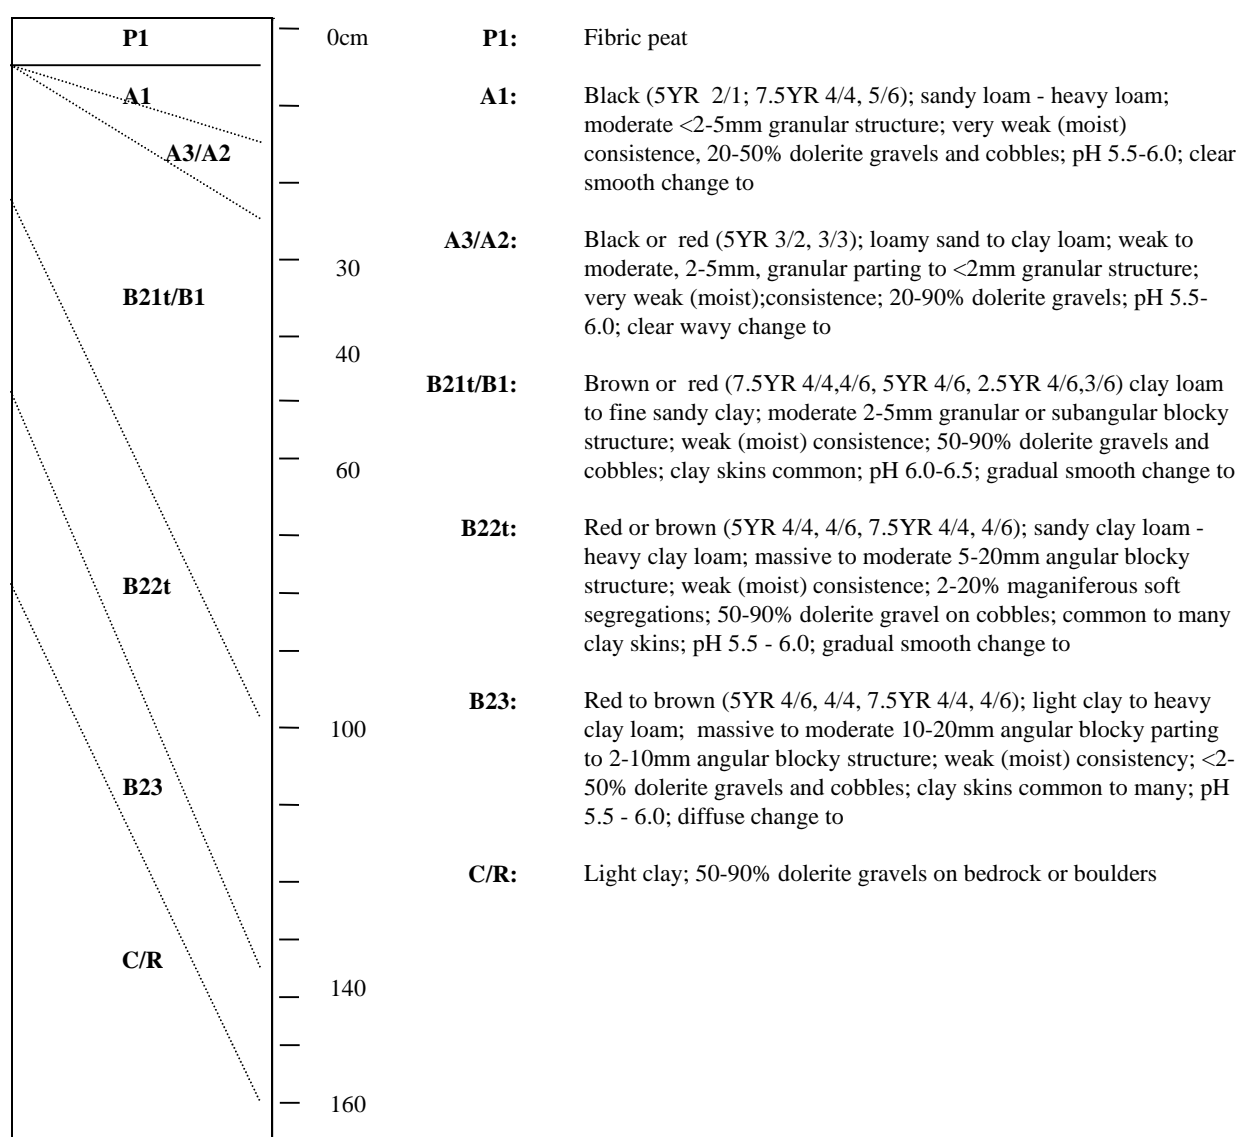 P1
A1
A3/A2
B21t/B1
B22t
B23
C/R
0cm
30
40
60
100
140
160
P1: Fibric peat
A1: Black (5YR 2/1; 7.5YR 4/4, 5/6); sandy loam - heavy loam;
moderate <2-5mm granular structure; very weak (moist)
consistence, 20-50% dolerite gravels and cobbles; pH 5.5-6.0; clear
smooth change to
A3/A2: Black or red (5YR 3/2, 3/3); loamy sand to clay loam; weak to
moderate, 2-5mm, granular parting to <2mm granular structure;
very weak (moist);consistence; 20-90% dolerite gravels; pH 5.5-
6.0; clear wavy change to
B21t/B1: Brown or red (7.5YR 4/4,4/6, 5YR 4/6, 2.5YR 4/6,3/6) clay loam
to fine sandy clay; moderate 2-5mm granular or subangular blocky
structure; weak (moist) consistence; 50-90% dolerite gravels and
cobbles; clay skins common; pH 6.0-6.5; gradual smooth change to
B22t: Red or brown (5YR 4/4, 4/6, 7.5YR 4/4, 4/6); sandy clay loam -
heavy clay loam; massive to moderate 5-20mm angular blocky
structure; weak (moist) consistence; 2-20% maganiferous soft
segregations; 50-90% dolerite gravel on cobbles; common to many
clay skins; pH 5.5 - 6.0; gradual smooth change to
B23: Red to brown (5YR 4/6, 4/4, 7.5YR 4/4, 4/6); light clay to heavy
clay loam; massive to moderate 10-20mm angular blocky parting
to 2-10mm angular blocky structure; weak (moist) consistency; <2-
50% dolerite gravels and cobbles; clay skins common to many; pH
5.5 - 6.0; diffuse change to
C/R: Light clay; 50-90% dolerite gravels on bedrock or boulders